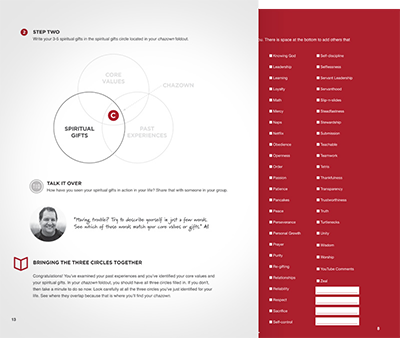 2 STEP TWO
Write your 3-5 spiritual gifts in the spiritual gifts circle located in your chazown foldout.
CORE
VALUES
CHAZOWN
C
SPIRITUAL
GIFTS
PAST
EXPERIENCES
TALK IT OVER
How have you seen your spiritual gifts in action in your life? Share that with someone in your group.
"Having trouble? Try to describe yourself in just a few words.
See which of those words match your core values or gifts."
BRINGING THE THREE CIRCLES TOGETHER
Congratulations! You've examined your past experiences and you've identified your core values and
your spiritual gifts. In your chazown foldout, you should have all three circles filled in. If you don't,
then take a minute to do so now. Look carefully at all the three circles you've just identified for your
life. See where they overlap because that is where you'll find your chazown.
13
There is space at the bottom to add others that
Knowing God
Leadership
Learning
Loyalty
Math
Mercy
Naps
Netflix
Obedience
Openness
Order
Passion
Patience
Pancakes
Peace
Perseverance
Personal Growth
Prayer
Purity
Re-gifting
Relationships
Reliability
Respect
Sacrifice
Self-control
Self-discipline
Selflessness
Servant Leadership
Servanthood
Slip-n-slides
Steadfastness
Stewardship
Submission
Teachable
Teamwork
Tetris
Thankfulness
Transparency
Trustworthiness
Truth
Turtlenecks
Unity
Wisdom
Worship
YouTube Comments
Zeal